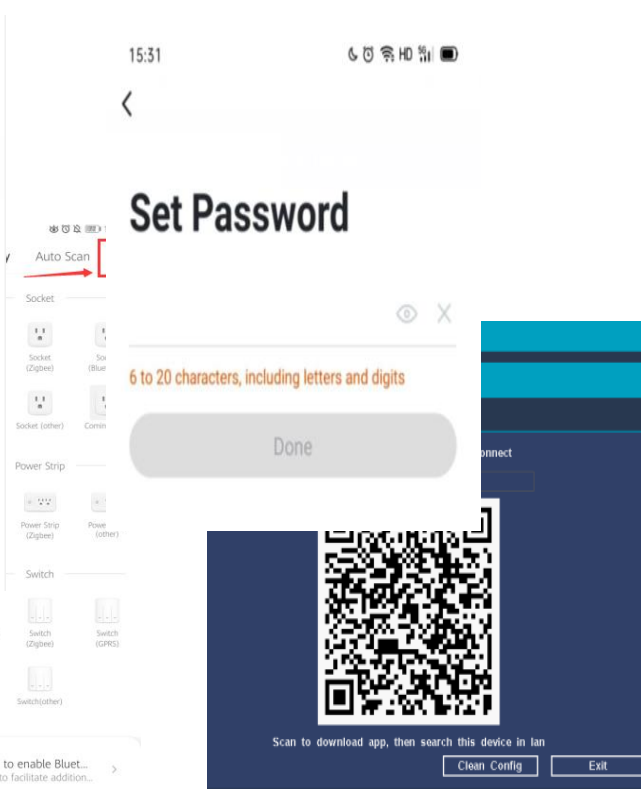 15:31
HD 5G
Set Password
6 to 20 characters, including letters and digits
Done
Auto Scan
Socket
Socket
(Zigbee)
Socket (other)
Power Strip
Power Strip
(Zigbee)
(other)
Switch
Switch
(Zigbee)
Switch
(GPRS)
Switch(other)
to enable Bluet...
to facilitate addition...
Scan to download app, then search this device in lan
Clean Config
Exit